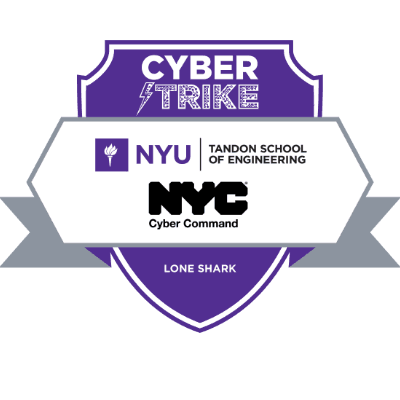 CYBER
STRIKE
NYU
TANDON SCHOOL
OF ENGINEERING
NYC
Cyber Command
LONE SHARK